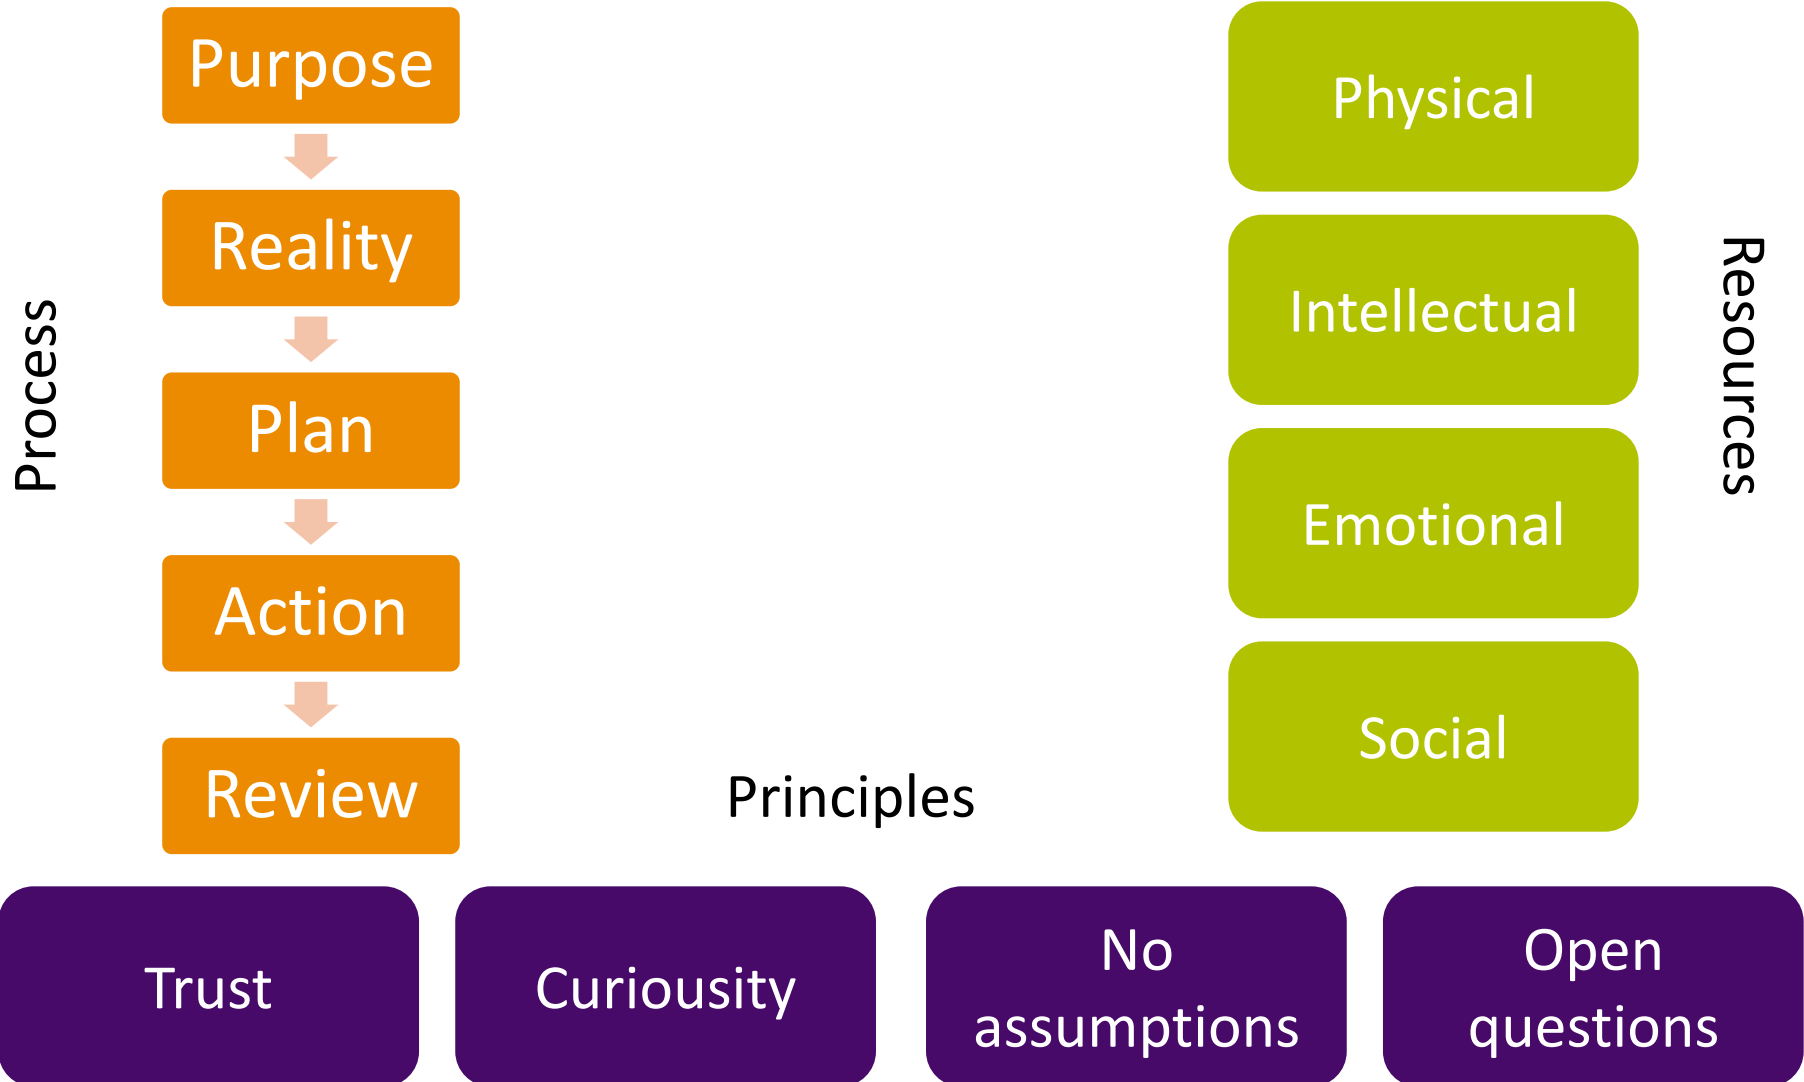 Process
Purpose
Reality
Plan
Action
Review
Physical
Intellectual
Emotional
Social
Resources
Principles
Trust
Curiousity
No
assumptions
Open
questions